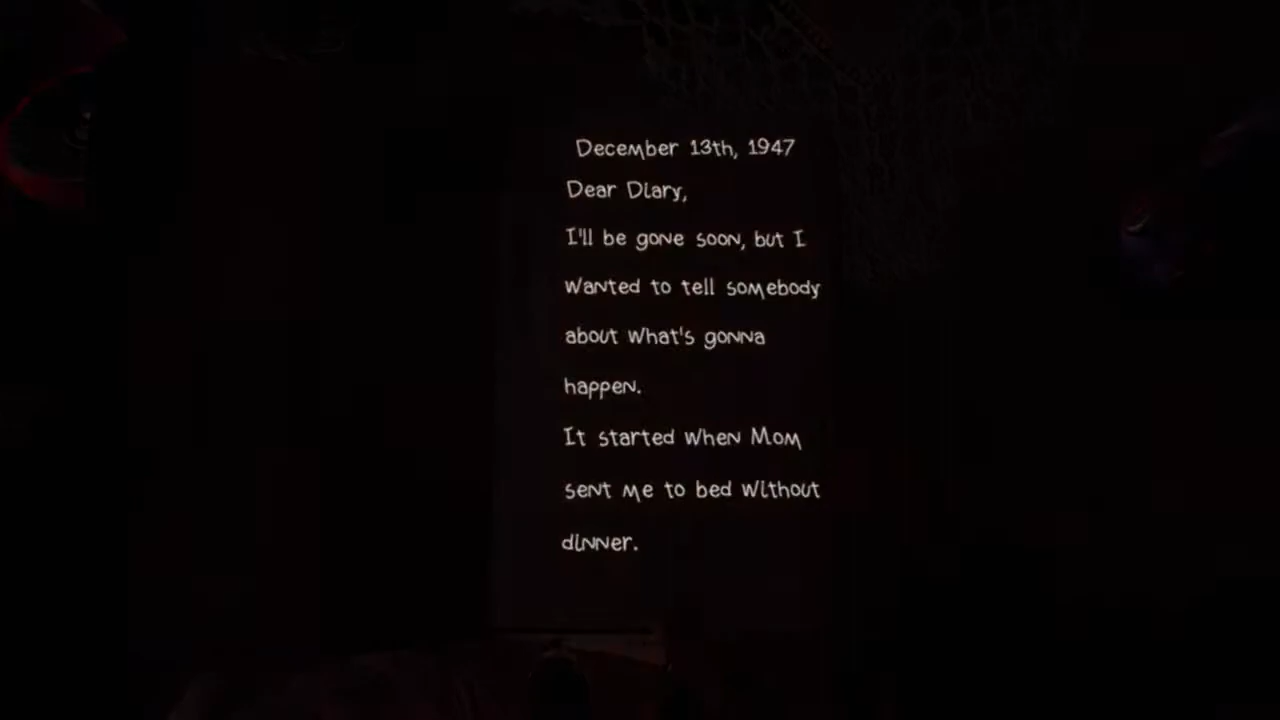 December 13th, 1947
Dear Diary,
I'll be gone soon, but I
wanted to tell somebody
about what's gonna
happen.
It started when Mom
sent me to bed without
dinner.